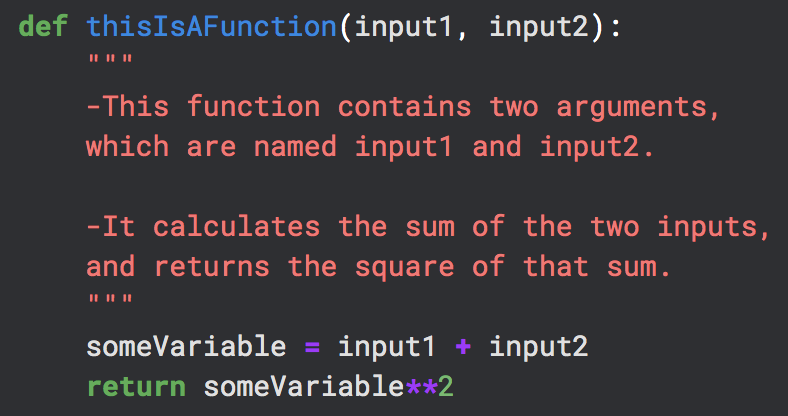 def thisIsAFunction(input1, input2):
    """
    -This function contains two arguments,
    which are named input1 and input2.

    -It calculates the sum of the two inputs,
    and returns the square of that sum.
    """
    someVariable = input1 + input2
    return someVariable**2